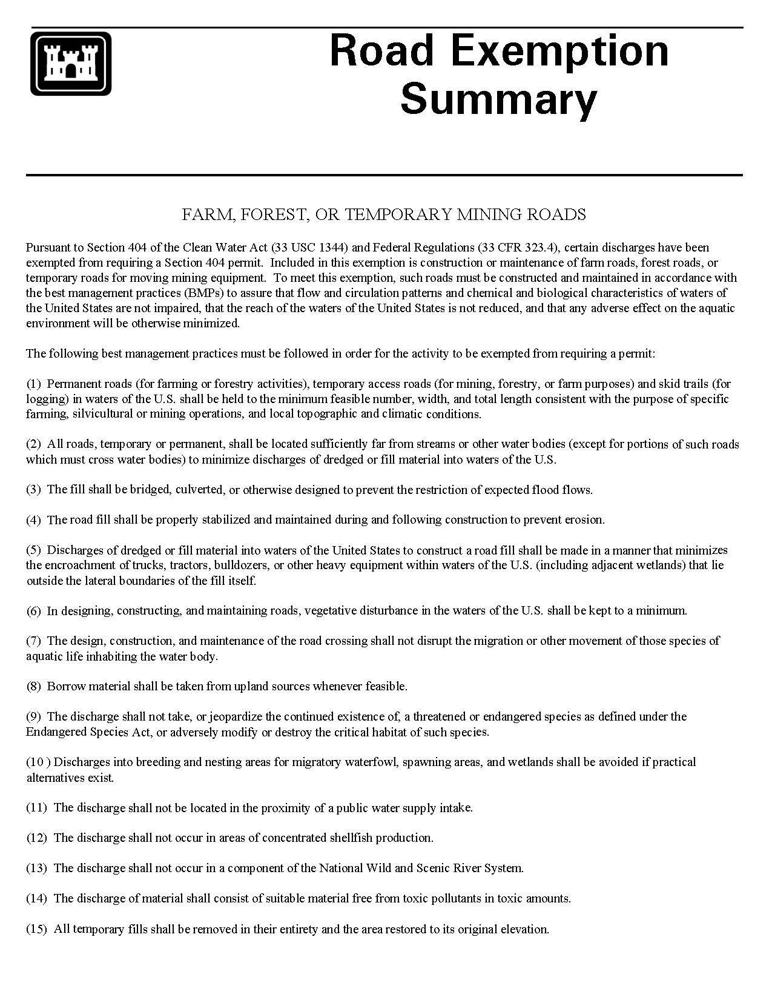 Road Exemption
Summary
FARM, FOREST, OR TEMPORARY MINING ROADS
Pursuant to Section 404 of the Clean Water Act (33 USC 1344) and Federal Regulations (33 CFR 323.4), certain discharges have been
exempted from requiring a Section 404 permit.  Included in this exemption is construction or maintenance of farm roads, forest roads, or
temporary roads for moving mining equipment.  To meet this exemption, such roads must be constructed and maintained in accordance with
the best management practices (BMPs) to assure that flow and circulation patterns and chemical and biological characteristics of waters of
the United States are not impaired, that the reach of the waters of the United States is not reduced, and that any adverse effect on the aquatic
environment will be otherwise minimized.
The following best management practices must be followed in order for the activity to be exempted from requiring a permit:
(1)  Permanent roads (for farming or forestry activities), temporary access roads (for mining, forestry, or farm purposes) and skid trails (for
logging) in waters of the U.S. shall be held to the minimum feasible number, width, and total length consistent with the purpose of specific
farming, silvicultural or mining operations, and local topographic and climatic conditions.
(2)  All roads, temporary or permanent, shall be located sufficiently far from streams or other water bodies (except for portions of such roads
which must cross water bodies) to minimize discharges of dredged or fill material into waters of the U.S.
(3)  The fill shall be bridged, culverted, or otherwise designed to prevent the restriction of expected flood flows.
(4)  The road fill shall be properly stabilized and maintained during and following construction to prevent erosion.
(5)  Discharges of dredged or fill material into waters of the United States to construct a road fill shall be made in a manner that minimizes
the encroachment of trucks, tractors, bulldozers, or other heavy equipment within waters of the U.S. (including adjacent wetlands) that lie
outside the lateral boundaries of the fill itself.
(6)  In designing, constructing, and maintaining roads, vegetative disturbance in the waters of the U.S. shall be kept to a minimum.
(7)  The design, construction, and maintenance of the road crossing shall not disrupt the migration or other movement of those species of
aquatic life inhabiting the water body.
(8)  Borrow material shall be taken from upland sources whenever feasible.
(9)  The discharge shall not take, or jeopardize the continued existence of, a threatened or endangered species as defined under the
Endangered Species Act, or adversely modify or destroy the critical habitat of such species.
(10 ) Discharges into breeding and nesting areas for migratory waterfowl, spawning areas, and wetlands shall be avoided if practical
alternatives exist.
(11)  The discharge shall not be located in the proximity of a public water supply intake.
(12)  The discharge shall not occur in areas of concentrated shellfish production.
(13)  The discharge shall not occur in a component of the National Wild and Scenic River System.
(14)  The discharge of material shall consist of suitable material free from toxic pollutants in toxic amounts.
(15)  All temporary fills shall be removed in their entirety and the area restored to its original elevation.